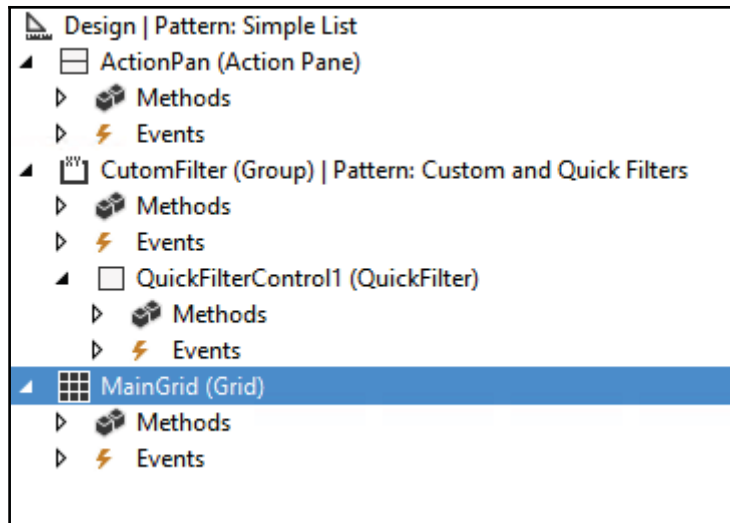 Design | Pattern: Simple List
ActionPan (Action Pane)
Methods
Events
CutomFilter (Group) | Pattern: Custom and Quick Filters
Methods
Events
QuickFilterControl1 (QuickFilter)
Methods
Events
MainGrid (Grid)
Methods
Events